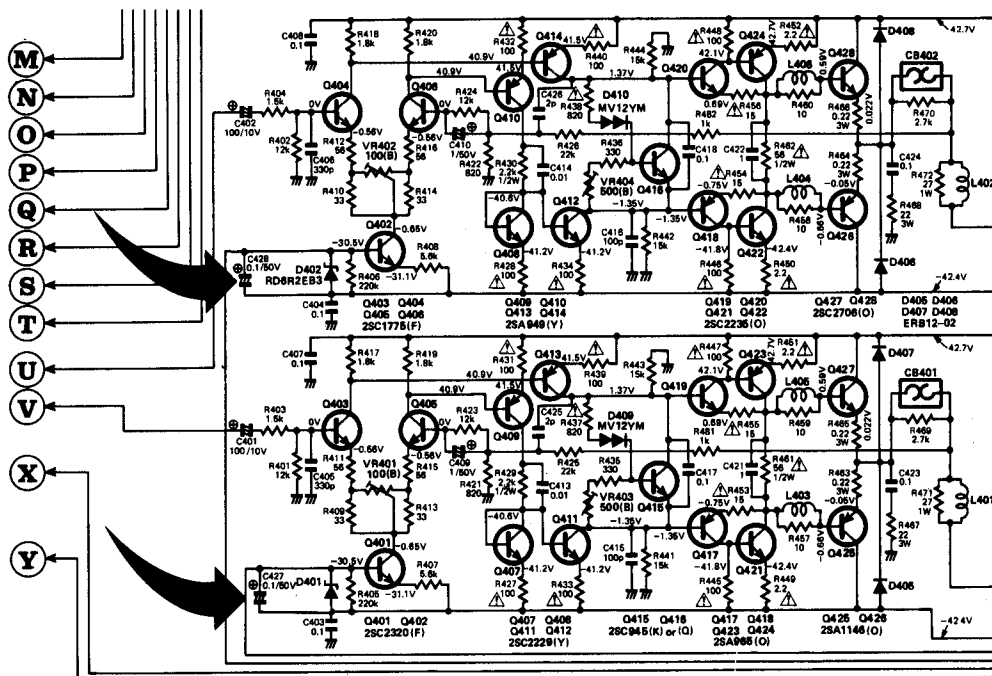 M
N
O
P
Q
R
S
T
U
V
X
Y
C408
0.1
R418
1.8k
R420
1.8k
R432
100
Q414
41.5V
R440
100
R444
15k
R448
100
42.1V
Q424
42.7V
R452
2.2
D408
-42.7V
40.9V
40.9V
41.5V
1.37V
Q420
L406
0.59V
Q428
CB402
C402
100/10V
R404
1.5k
0V
Q404
Q406
0V
R424
12k
Q410
C426
2p
R438
820
D410
MV12YM
0.69V
R456
15
R460
10
R466
0.22
3W
0.022V
R470
2.7k
R402
12k
C406
330p
-0.56V
R412
56
VR402
100(B)
-0.56V
R416
56
C410
1/50V
R422
820
R430
2.2k
1/2W
R426
22k
R436
330
C414
0.01
VR404
500(B)
Q416
C418
0.1
C422
1
R462
56
1/2W
R464
0.22
3W
C424
0.1
R472
27
1W
L402
R410
33
R414
33
-40.6V
Q412
-1.35V
-1.35V
-0.75V
R454
15
L404
-0.05V
R458
10
-0.66V
R468
22
3W
Q402
-0.65V
Q408
C416
100p
R442
15k
Q418
Q422
Q426
C428
0.1/50V
-30.5V
D402
RD6R2EB3
R406
220k
R408
5.6k
-31.1V
-41.2V
R428
100
R434
100
-41.2V
-41.8V
R446
100
-42.4V
R450
2.2
D406
-42.4V
C404
0.1
Q403 Q404
Q405 Q406
2SC1775(F)
Q409 Q410
Q413 Q414
2SA949(Y)
Q419 Q420
Q421 Q422
2SC2235(O)
Q427 Q428
2SC2706(O)
D405 D406
D407 D408
ERB12-02
C407
0.1
R417
1.8k
R419
1.8k
R431
100
Q413
41.5V
R439
100
R443
15k
R447
100
42.1V
Q423
42.7V
R451
2.2
D407
-42.7V
40.9V
40.9V
41.5V
1.37V
Q419
L405
0.59V
Q427
CB401
C401
100/10V
R403
1.5k
0V
Q403
Q405
0V
R423
12k
Q409
C425
2p
R437
820
D409
MV12YM
0.69V
R455
15
R459
10
R465
0.22
3W
0.022V
R469
2.7k
R401
12k
C405
330p
R411
56
-0.56V
VR401
100(B)
-0.56V
R415
56
C409
1/50V
R421
820
R429
2.2k
1/2W
R425
22k
R435
330
R481
1k
C413
0.01
VR403
500(B)
Q415
C417
0.1
C421
1
R461
56
1/2W
R463
0.22
3W
C423
0.1
R471
27
1W
L401
R409
33
R413
33
-40.6V
Q411
-1.35V
-1.35V
-0.75V
R453
15
L403
-0.05V
R457
10
-0.66V
R467
22
3W
Q401
-0.65V
Q407
C415
100p
R441
15k
Q417
Q421
Q425
C427
0.1/50V
-30.5V
D401
R405
220k
R407
5.6k
-31.1V
-41.2V
R427
100
R433
100
-41.2V
-41.8V
R445
100
-42.4V
R449
2.2
D405
-42.4V
C403
0.1
Q401 Q402
2SC2320(F)
Q407 Q408
Q411 Q412
2SC2229(Y)
Q415 Q416
2SC945(K) or (Q)
Q417 Q418
Q423 Q424
2SA965(O)
Q425 Q426
2SA1146(O)